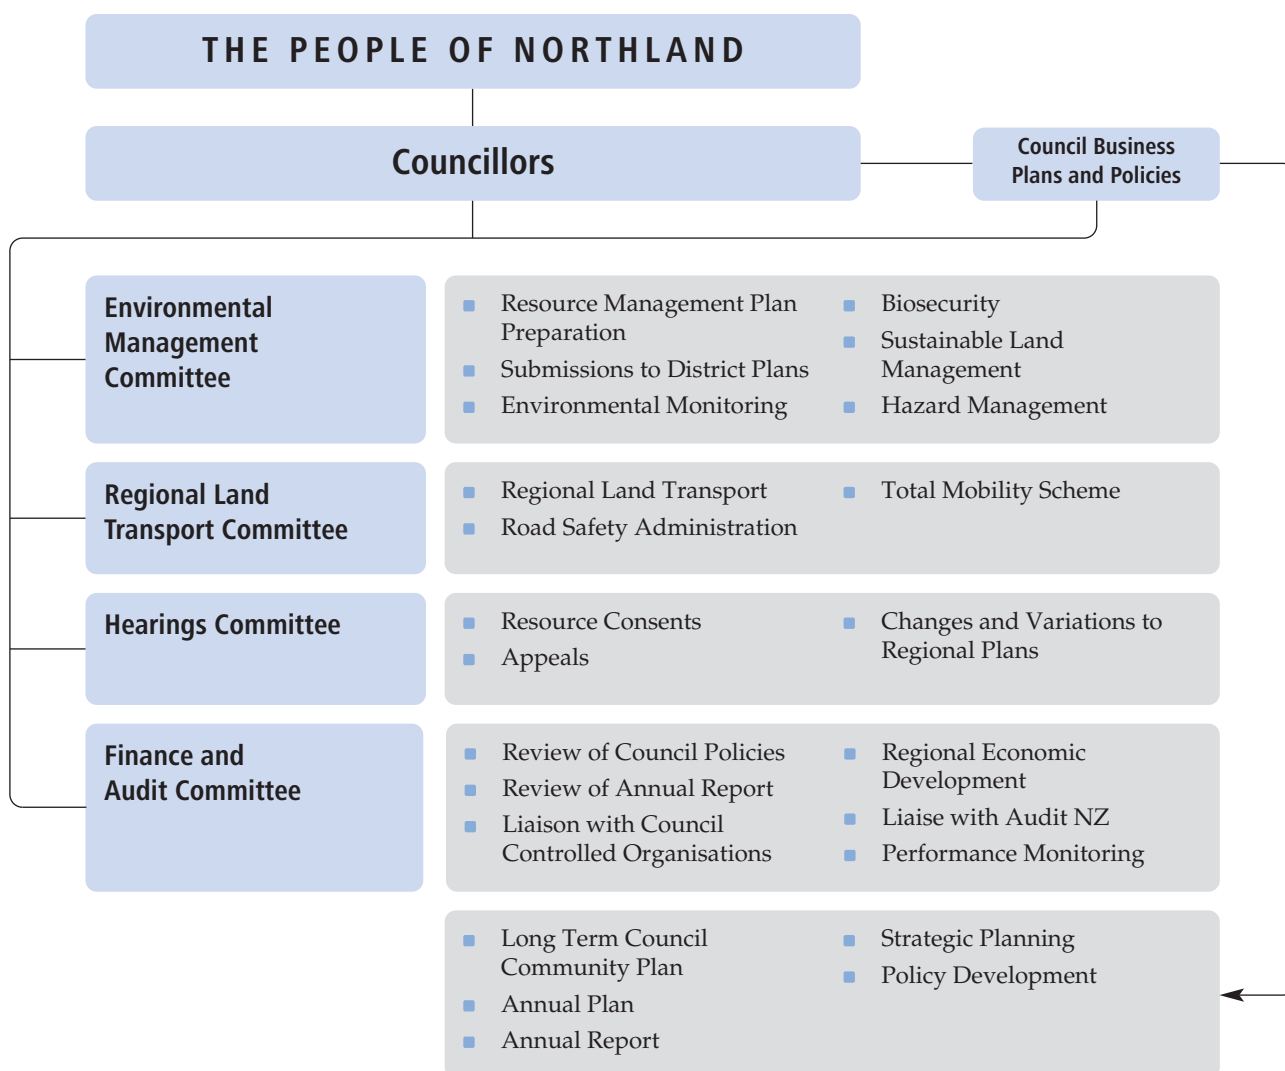 THE PEOPLE OF NORTHLAND
Councillors
Council Business
Plans and Policies
Environmental
Management
Committee
Resource Management Plan
Preparation
Submissions to District Plans
Environmental Monitoring
Biosecurity
Sustainable Land
Management
Hazard Management
Regional Land
Transport Committee
Regional Land Transport
Road Safety Administration
Total Mobility Scheme
Hearings Committee
Resource Consents
Appeals
Changes and Variations to
Regional Plans
Finance and
Audit Committee
Review of Council Policies
Review of Annual Report
Liaison with Council
Controlled Organisations
Regional Economic
Development
Liaise with Audit NZ
Performance Monitoring
Long Term Council
Community Plan
Annual Plan
Annual Report
Strategic Planning
Policy Development